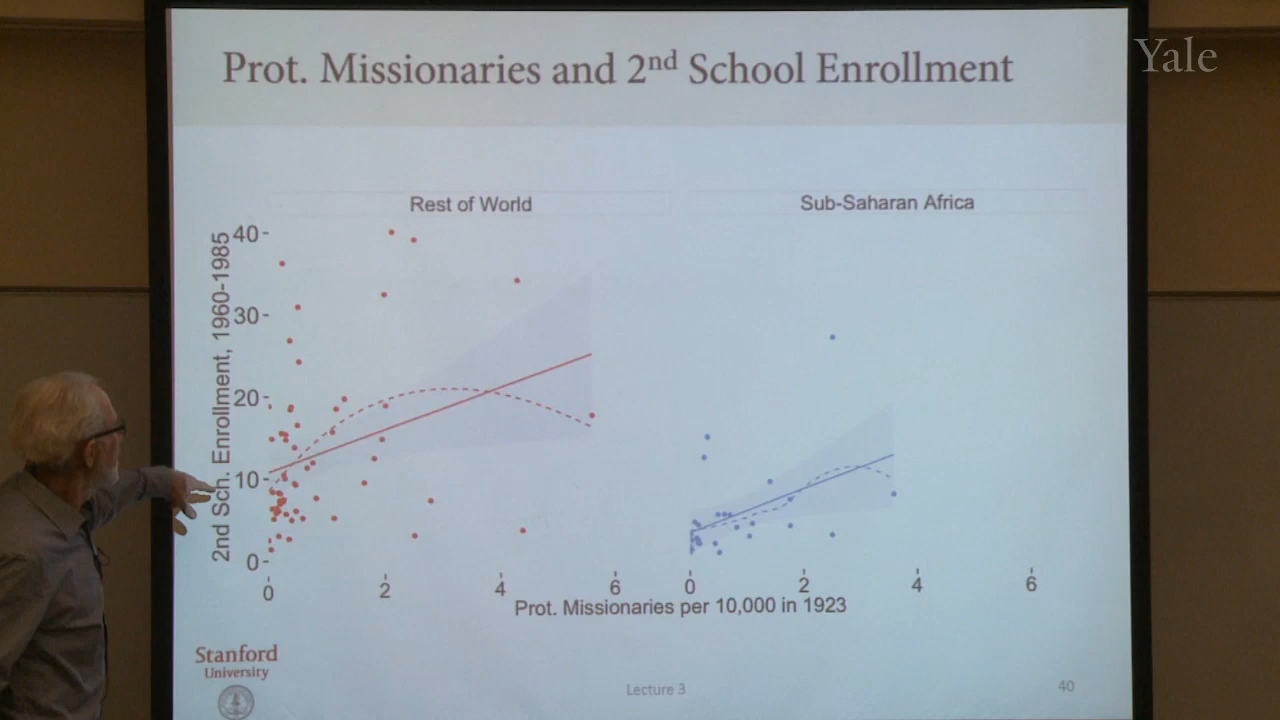 Yale
Prot. Missionaries and 2nd School Enrollment
Rest of World
Sub-Saharan Africa
2nd Sch. Enrollment, 1960-1985
40
30
20
10
0
0 2 4 6
0 2 4 6
Prot. Missionaries per 10,000 in 1923
Stanford
University
Lecture 3
40